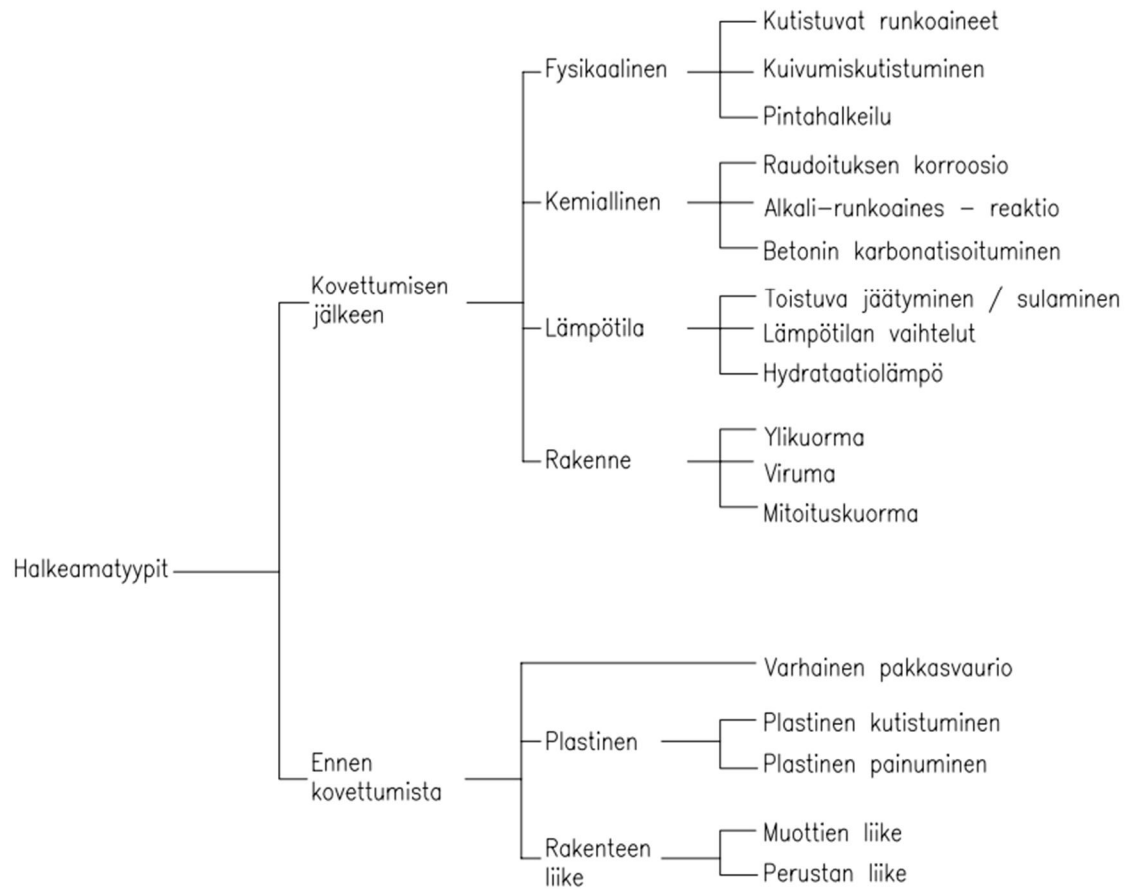 Kutistuvat runkoaineet
Fysikaalinen
Kuivumiskutistuminen
Pintahalkeilu
Raudoituksen korroosio
Kemiallinen
Alkali-runkoaines - reaktio
Betonin karbonatisoituminen
Kovettumisen
jälkeen
Toistuva jäätyminen / sulaminen
Lämpötila
Lämpötilan vaihtelut
Hydrataatiolämpö
Ylikuorma
Rakenne
Viruma
Mitoituskuorma
Halkeamatyypit
Varhainen pakkasvaurio
Plastinen kutistuminen
Plastinen
Plastinen painuminen
Ennen
kovettumista
Muottien liike
Rakenteen
liike
Perustan liike